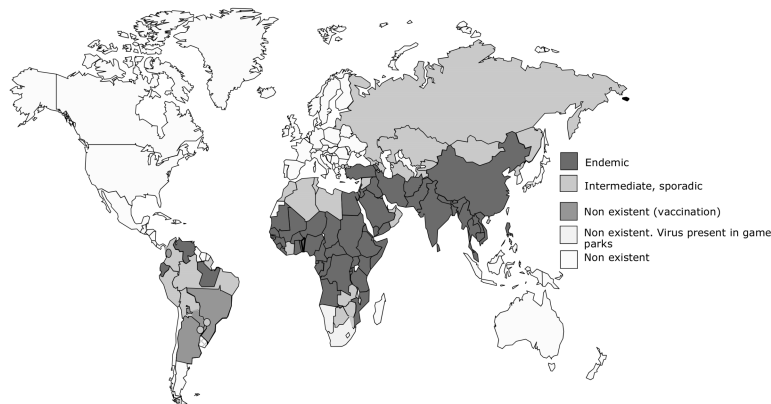 Endemic
Intermediate, sporadic
Non existent (vaccination)
Non existent. Virus present in game
parks
Non existent